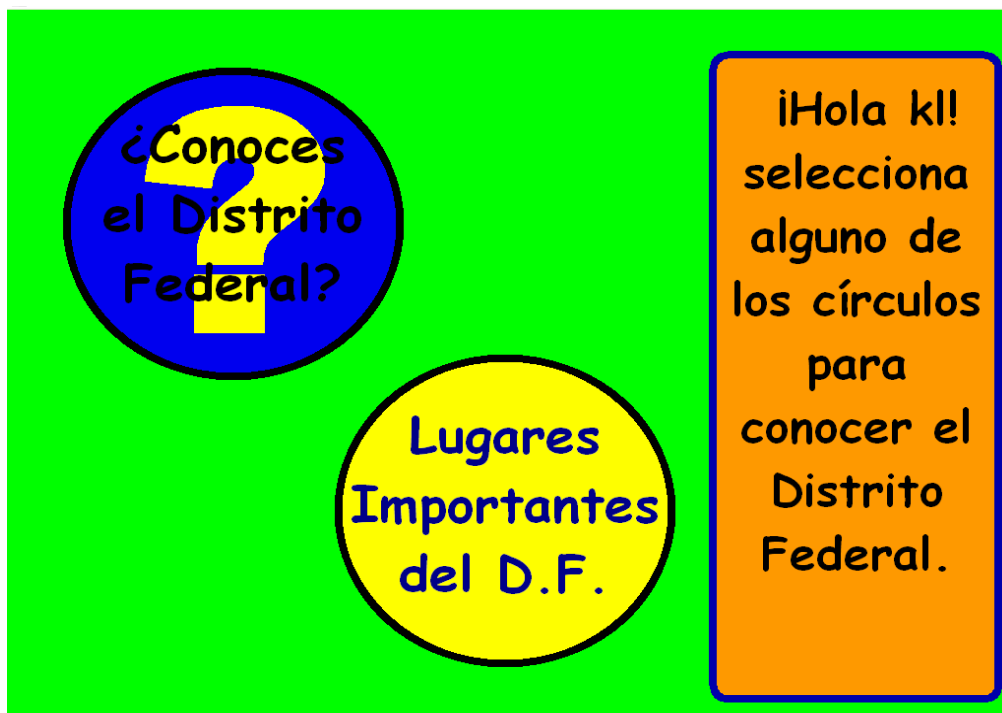 ¿Conoces
el Distrito
Federal?
Lugares
Importantes
del D.F.
¡Hola kl!
selecciona
alguno de
los círculos
para
conocer el
Distrito
Federal.